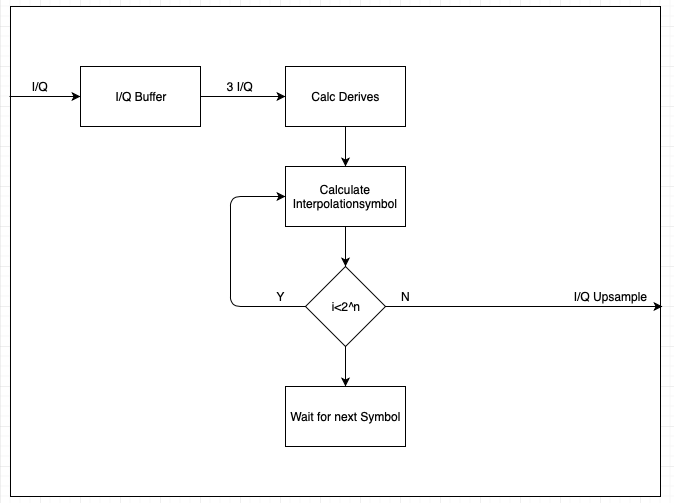 I/Q
I/Q Buffer
3 I/Q
Calc Derives
Calculate
Interpolationsymbol
Y
i<2^n
N
I/Q Upsample
Wait for next Symbol